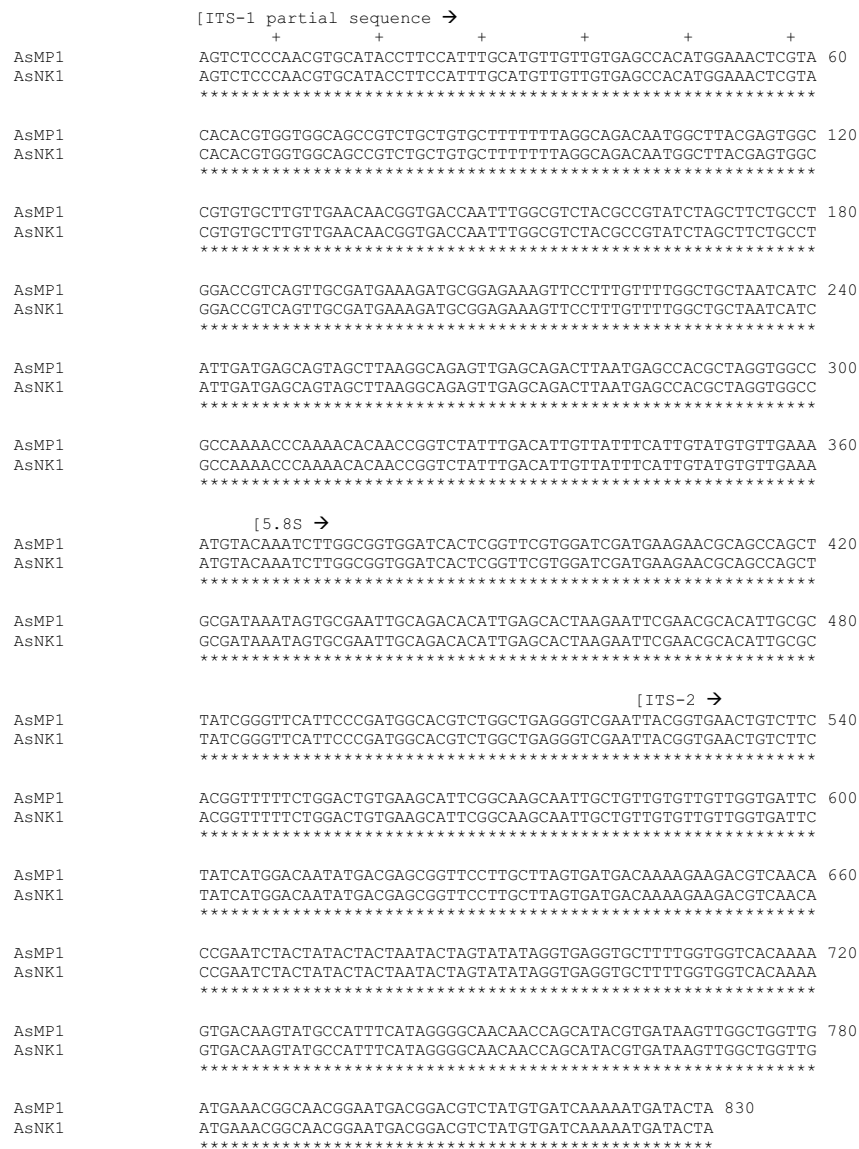 [ITS-1 partial sequence →
+ + + + + +
AsMP1 AGTCTCCCAACGTGCATACCTTCCATTTGCATGTTGTTGTGAGCCACATGGAAACTCGTA 60
AsNK1 AGTCTCCCAACGTGCATACCTTCCATTTGCATGTTGTTGTGAGCCACATGGAAACTCGTA
************************************************************
AsMP1 CACACGTGGTGGCAGCCGTCTGCTGTGCTTTTTTTAGGCAGACAATGGCTTACGAGTGGC 120
AsNK1 CACACGTGGTGGCAGCCGTCTGCTGTGCTTTTTTTAGGCAGACAATGGCTTACGAGTGGC
************************************************************
AsMP1 CGTGTGCTTGTTGAACAACGGTGACCAATTTGGCGTCTACGCCGTATCTAGCTTCTGCCT 180
AsNK1 CGTGTGCTTGTTGAACAACGGTGACCAATTTGGCGTCTACGCCGTATCTAGCTTCTGCCT
************************************************************
AsMP1 GGACCGTCAGTTGCGATGAAAGATGCGGAGAAAGTTCCTTTGTTTTGGCTGCTAATCATC 240
AsNK1 GGACCGTCAGTTGCGATGAAAGATGCGGAGAAAGTTCCTTTGTTTTGGCTGCTAATCATC
************************************************************
AsMP1 ATTGATGAGCAGTAGCTTAAGGCAGAGTTGAGCAGACTTAATGAGCCACGCTAGGTGGCC 300
AsNK1 ATTGATGAGCAGTAGCTTAAGGCAGAGTTGAGCAGACTTAATGAGCCACGCTAGGTGGCC
************************************************************
AsMP1 GCCAAAACCCAAAACACAACCGGTCTATTTGACATTGTTATTTCATTGTATGTGTTGAAA 360
AsNK1 GCCAAAACCCAAAACACAACCGGTCTATTTGACATTGTTATTTCATTGTATGTGTTGAAA
************************************************************
[5.8S →
AsMP1 ATGTACAAATCTTGGCGGTGGATCACTCGGTTCGTGGATCGATGAAGAACGCAGCCAGCT 420
AsNK1 ATGTACAAATCTTGGCGGTGGATCACTCGGTTCGTGGATCGATGAAGAACGCAGCCAGCT
************************************************************
AsMP1 GCGATAAATAGTGCGAATTGCAGACACATTGAGCACTAAGAATTCGAACGCACATTGCGC 480
AsNK1 GCGATAAATAGTGCGAATTGCAGACACATTGAGCACTAAGAATTCGAACGCACATTGCGC
************************************************************
[ITS-2 →
AsMP1 TATCGGGTTCATTCCCGATGGCACGTCTGGCTGAGGGTCGAATTACGGTGAACTGTCTTC 540
AsNK1 TATCGGGTTCATTCCCGATGGCACGTCTGGCTGAGGGTCGAATTACGGTGAACTGTCTTC
************************************************************
AsMP1 ACGGTTTTTCTGGACTGTGAAGCATTCGGCAAGCAATTGCTGTTGTGTTGTTGGTGATTC 600
AsNK1 ACGGTTTTTCTGGACTGTGAAGCATTCGGCAAGCAATTGCTGTTGTGTTGTTGGTGATTC
************************************************************
AsMP1 TATCATGGACAATATGACGAGCGGTTCCTTGCTTAGTGATGACAAAAGAAGACGTCAACA 660
AsNK1 TATCATGGACAATATGACGAGCGGTTCCTTGCTTAGTGATGACAAAAGAAGACGTCAACA
************************************************************
AsMP1 CCGAATCTACTATACTACTAATACTAGTATATAGGTGAGGTGCTTTTGGTGGTCACAAAA 720
AsNK1 CCGAATCTACTATACTACTAATACTAGTATATAGGTGAGGTGCTTTTGGTGGTCACAAAA
************************************************************
AsMP1 GTGACAAGTATGCCATTTCATAGGGGCAACAACCAGCATACGTGATAAGTTGGCTGGTTG 780
AsNK1 GTGACAAGTATGCCATTTCATAGGGGCAACAACCAGCATACGTGATAAGTTGGCTGGTTG
************************************************************
AsMP1 ATGAAACGGCAACGGAATGACGGACGTCTATGTGATCAAAAATGATACTA 830
AsNK1 ATGAAACGGCAACGGAATGACGGACGTCTATGTGATCAAAAATGATACTA
**************************************************